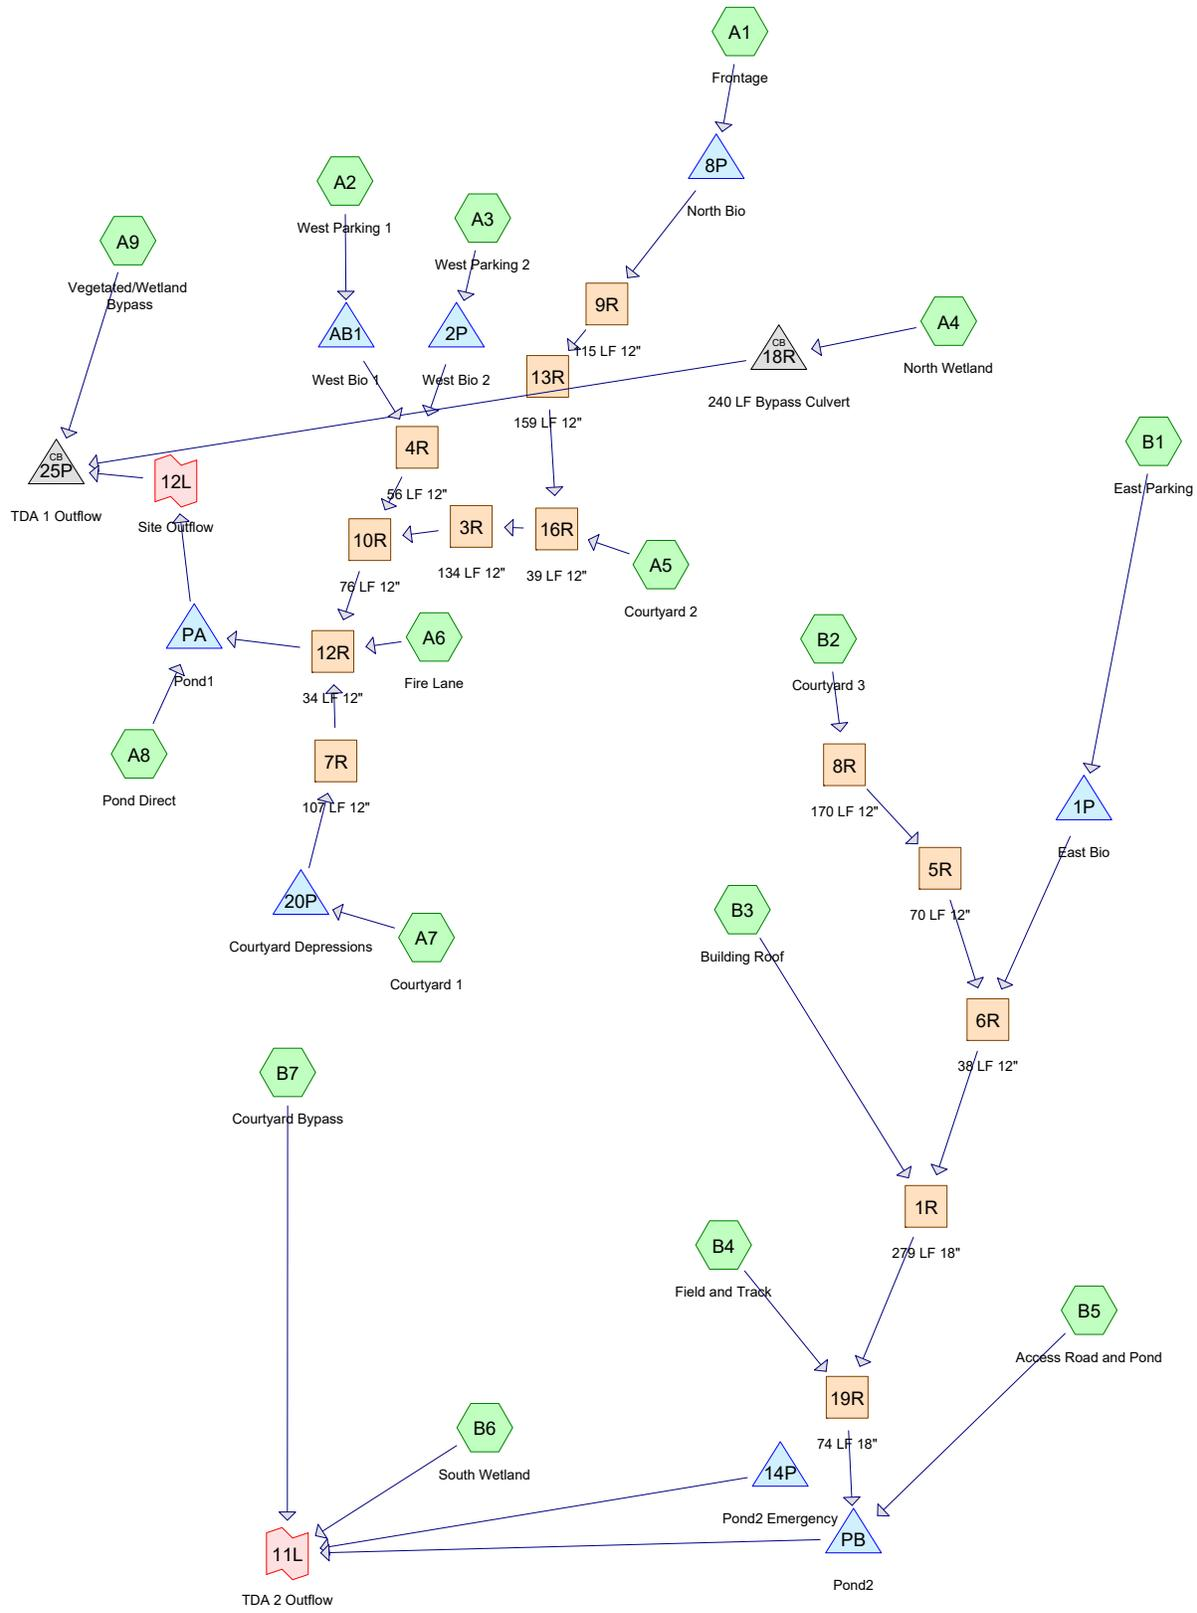 A1
Frontage
8P
North Bio
A2
West Parking 1
A3
West Parking 2
A9
Vegetated/Wetland
Bypass
9R
115 LF 12"
AB1
West Bio 1
2P
West Bio 2
13R
159 LF 12"
CB
18R
240 LF Bypass Culvert
A4
North Wetland
4R
56 LF 12"
CB
25P
TDA 1 Outflow
12L
Site Outflow
B1
East Parking
10R
76 LF 12"
3R
134 LF 12"
16R
39 LF 12"
A5
Courtyard 2
PA
Pond1
12R
34 LF 12"
A6
Fire Lane
B2
Courtyard 3
A8
Pond Direct
7R
107 LF 12"
8R
170 LF 12"
1P
East Bio
20P
Courtyard Depressions
A7
Courtyard 1
5R
70 LF 12"
B3
Building Roof
6R
38 LF 12"
B7
Courtyard Bypass
1R
279 LF 18"
B4
Field and Track
B5
Access Road and Pond
19R
74 LF 18"
B6
South Wetland
14P
Pond2 Emergency
PB
Pond2
11L
TDA 2 Outflow